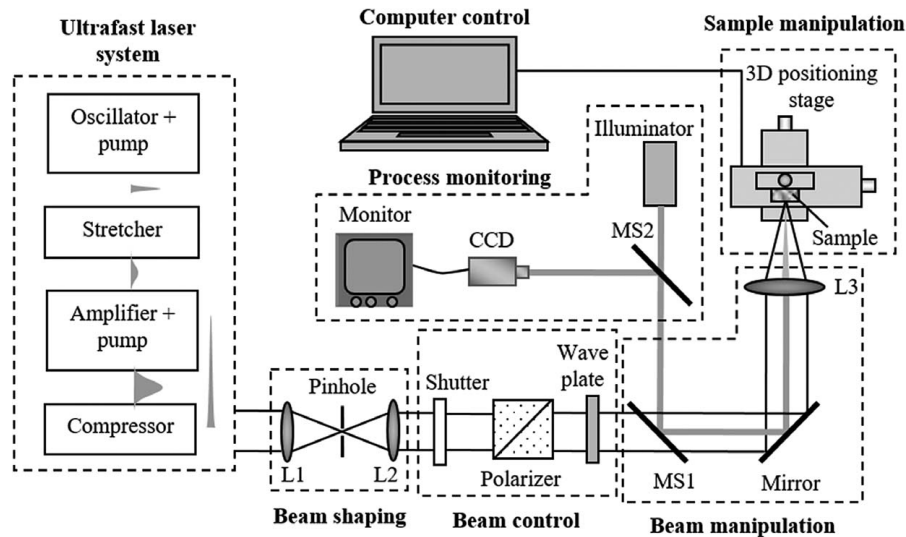 Ultrafast laser
system
Oscillator +
pump
Stretcher
Amplifier +
pump
Compressor
Computer control
Process monitoring
Illuminator
Monitor
CCD
MS2
Sample manipulation
3D positioning
stage
Sample
L3
Pinhole
L1
L2
Beam shaping
Shutter
Wave
plate
Polarizer
Beam control
MS1
Mirror
Beam manipulation